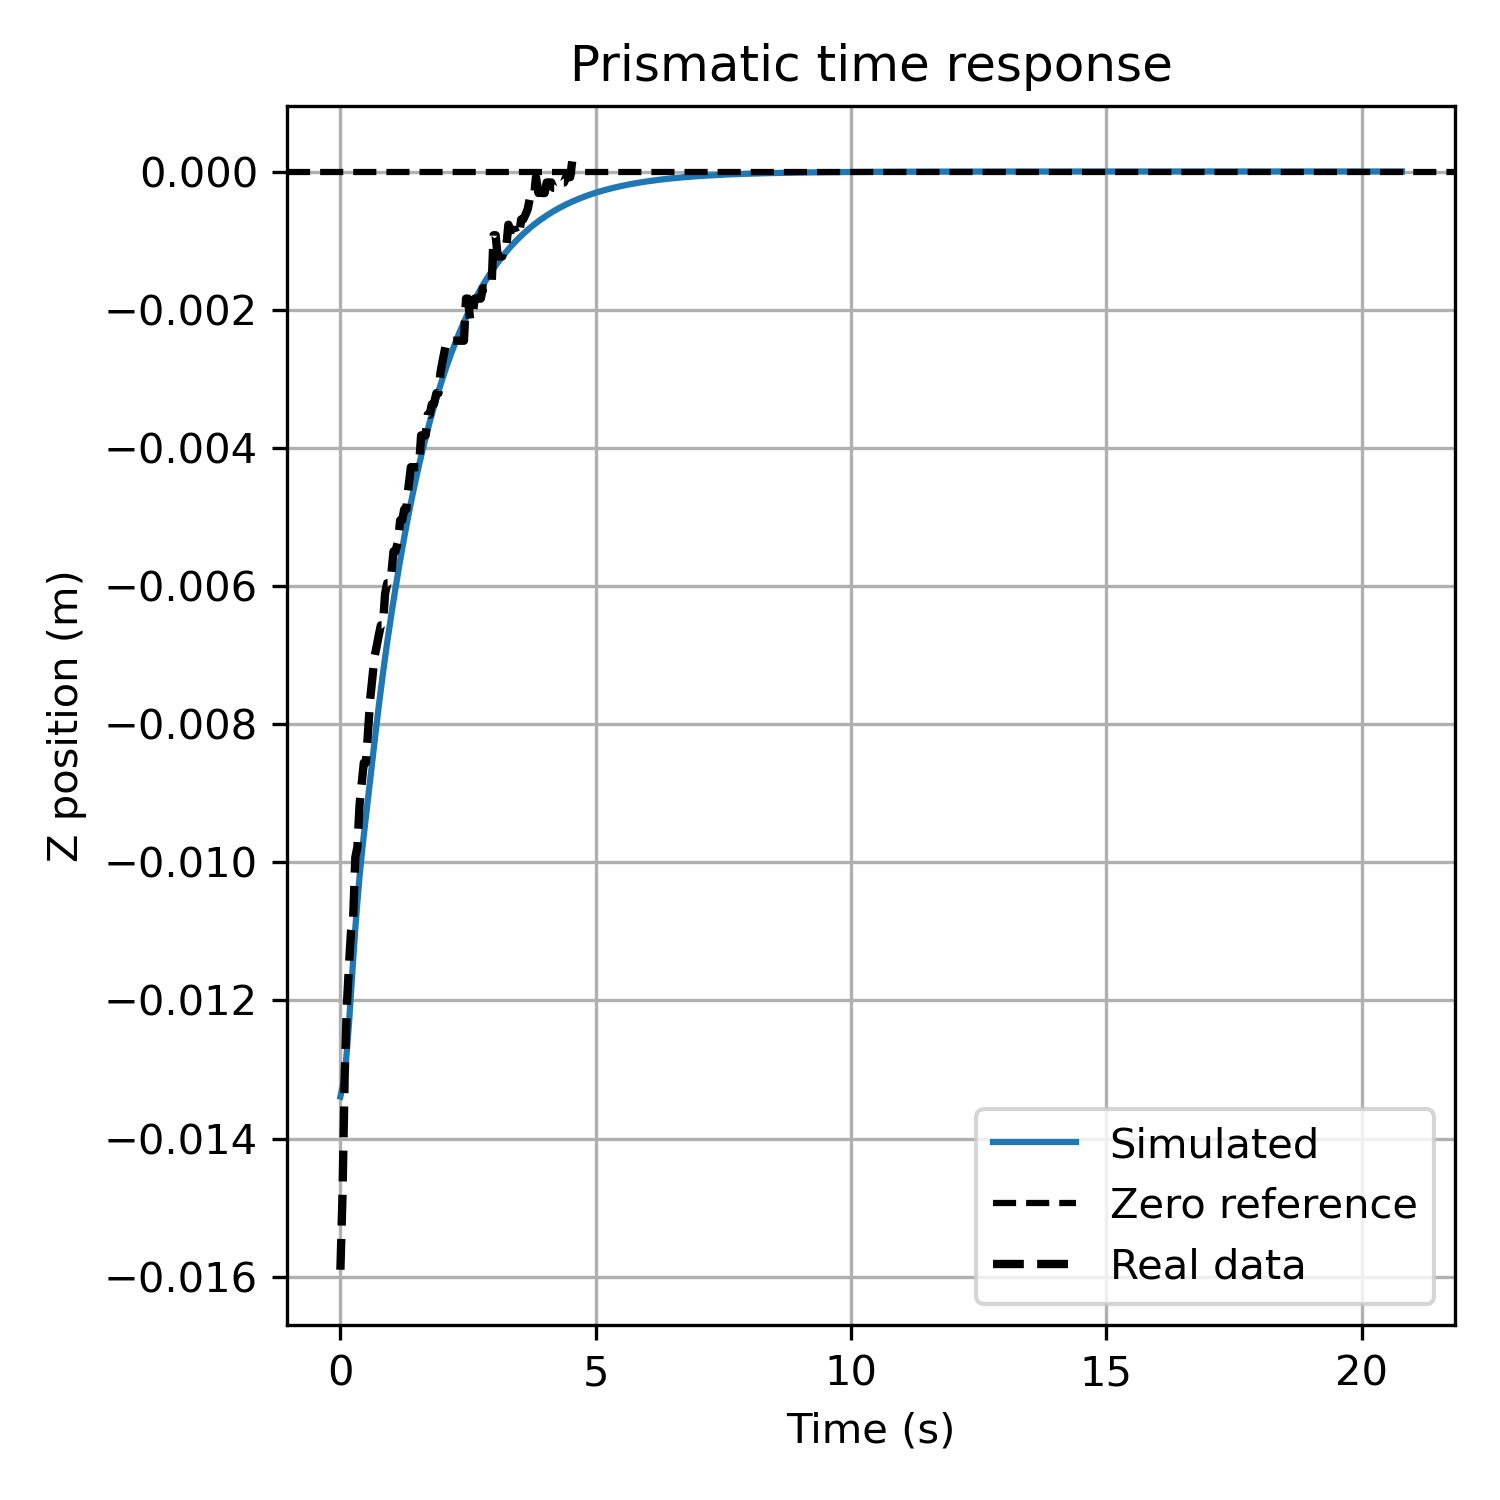 Prismatic time response
0.000
−0.002
−0.004
−0.006
−0.008
−0.010
−0.012
−0.014
−0.016
Z position (m)
Simulated
Zero reference
Real data
0 5 10 15 20
Time (s)